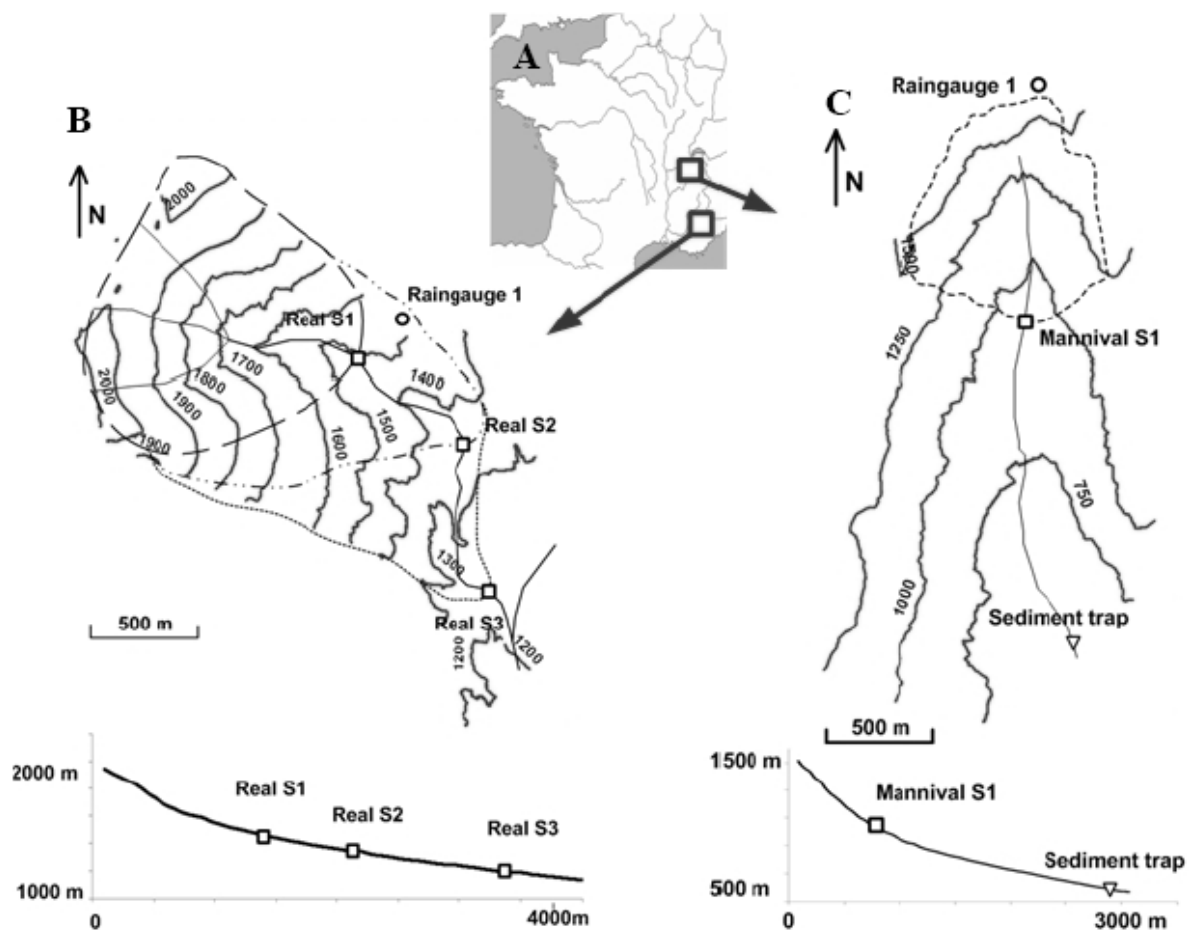 A
B
N
2000
Raingauge 1
Real S1
1700
1800
1900
2000
1900
1600
1500
1400
Real S2
1300
Real S3
1200
1200
500 m
C
Raingauge 1
N
1500
1250
Mannival S1
1000
750
Sediment trap
500 m
2000 m
1000 m
Real S1
Real S2
Real S3
0
4000m
1500 m
500 m
Mannival S1
Sediment trap
0
3000 m